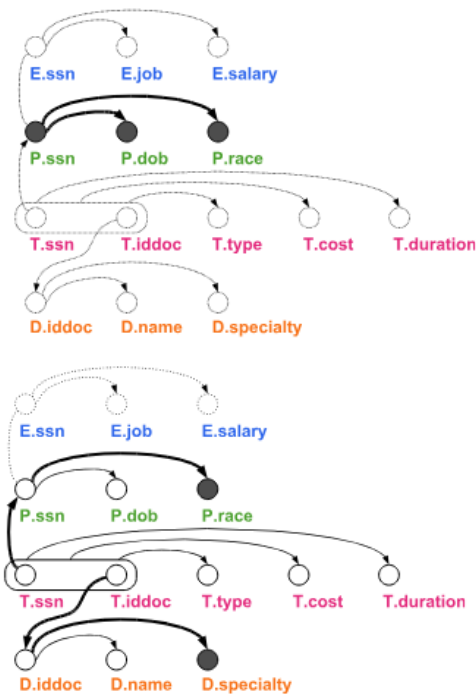 E.ssn E.job E.salary
P.ssn P.dob P.race
T.ssn T.iddoc T.type T.cost T.duration
D.iddoc D.name D.specialty
E.ssn E.job E.salary
P.ssn P.dob P.race
T.ssn T.iddoc T.type T.cost T.duration
D.iddoc D.name D.specialty